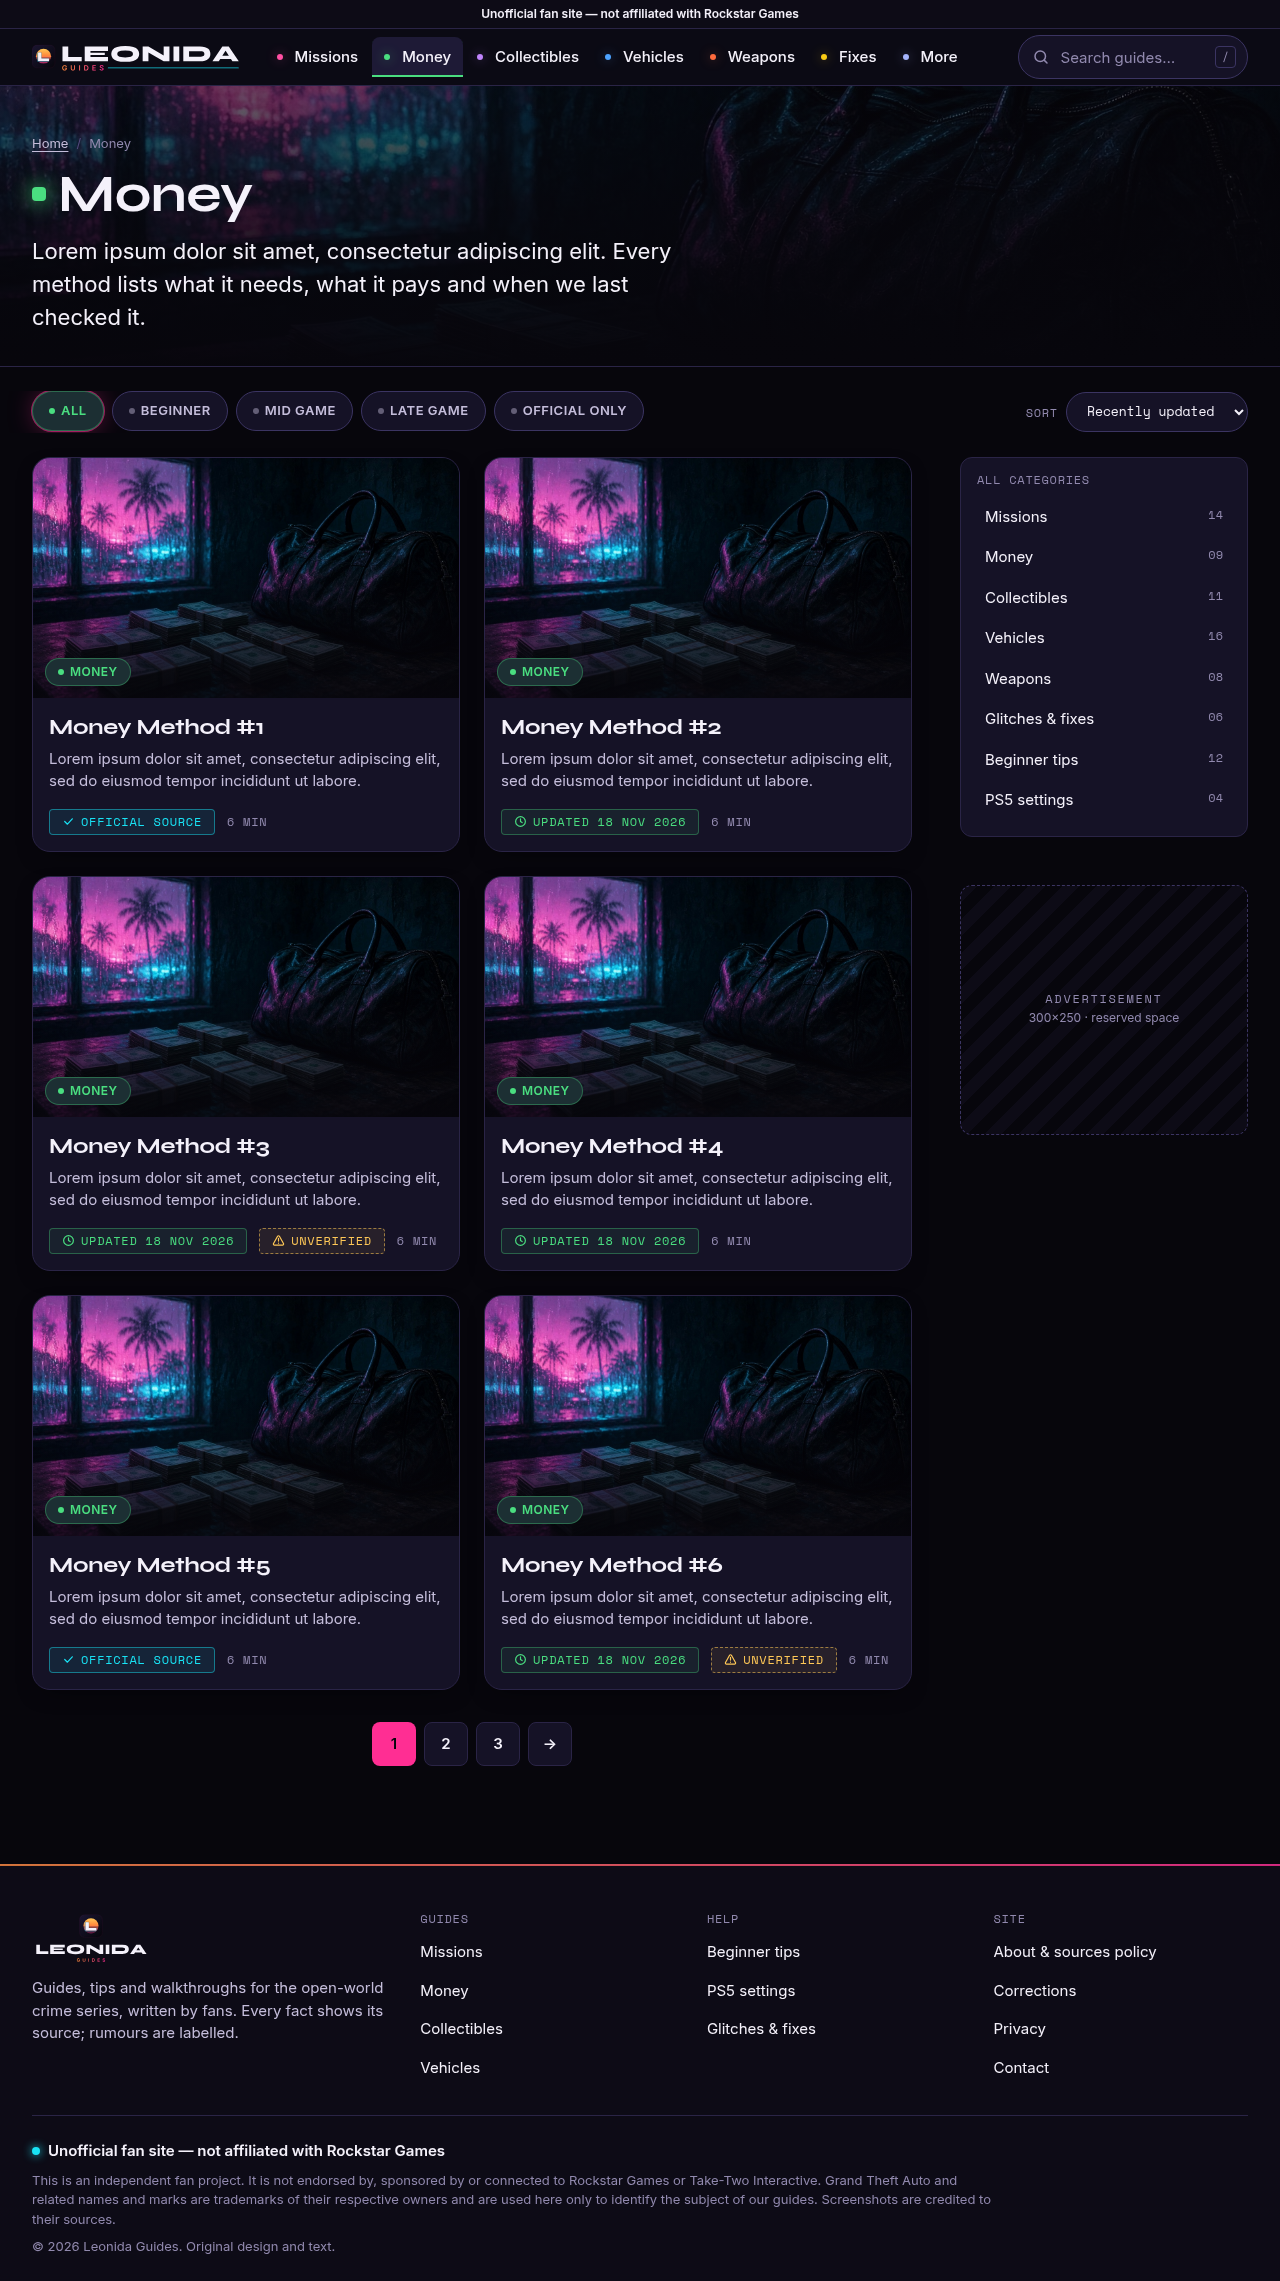 Unofficial fan site — not affiliated with Rockstar Games
LEONIDA
GUIDES
Missions
Money
Collectibles
Vehicles
Weapons
Fixes
More
Search guides...
/
Home / Money
Money
Lorem ipsum dolor sit amet, consectetur adipiscing elit. Every
method lists what it needs, what it pays and when we last
checked it.
ALL
BEGINNER
MID GAME
LATE GAME
OFFICIAL ONLY
SORT
Recently updated
MONEY
Money Method #1
Lorem ipsum dolor sit amet, consectetur adipiscing elit,
sed do eiusmod tempor incididunt ut labore.
OFFICIAL SOURCE 6 MIN
MONEY
Money Method #2
Lorem ipsum dolor sit amet, consectetur adipiscing elit,
sed do eiusmod tempor incididunt ut labore.
UPDATED 18 NOV 2026 6 MIN
MONEY
Money Method #3
Lorem ipsum dolor sit amet, consectetur adipiscing elit,
sed do eiusmod tempor incididunt ut labore.
UPDATED 18 NOV 2026 UNVERIFIED 6 MIN
MONEY
Money Method #4
Lorem ipsum dolor sit amet, consectetur adipiscing elit,
sed do eiusmod tempor incididunt ut labore.
UPDATED 18 NOV 2026 6 MIN
MONEY
Money Method #5
Lorem ipsum dolor sit amet, consectetur adipiscing elit,
sed do eiusmod tempor incididunt ut labore.
OFFICIAL SOURCE 6 MIN
MONEY
Money Method #6
Lorem ipsum dolor sit amet, consectetur adipiscing elit,
sed do eiusmod tempor incididunt ut labore.
UPDATED 18 NOV 2026 UNVERIFIED 6 MIN
1 2 3 →
ALL CATEGORIES
Missions 14
Money 09
Collectibles 11
Vehicles 16
Weapons 08
Glitches & fixes 06
Beginner tips 12
PS5 settings 04
ADVERTISEMENT
300×250 · reserved space
LEONIDA
GUIDES
Guides, tips and walkthroughs for the open-world
crime series, written by fans. Every fact shows its
source; rumours are labelled.
GUIDES
Missions
Money
Collectibles
Vehicles
HELP
Beginner tips
PS5 settings
Glitches & fixes
SITE
About & sources policy
Corrections
Privacy
Contact
Unofficial fan site — not affiliated with Rockstar Games
This is an independent fan project. It is not endorsed by, sponsored by or connected to Rockstar Games or Take-Two Interactive. Grand Theft Auto and
related names and marks are trademarks of their respective owners and are used here only to identify the subject of our guides. Screenshots are credited to
their sources.
© 2026 Leonida Guides. Original design and text.